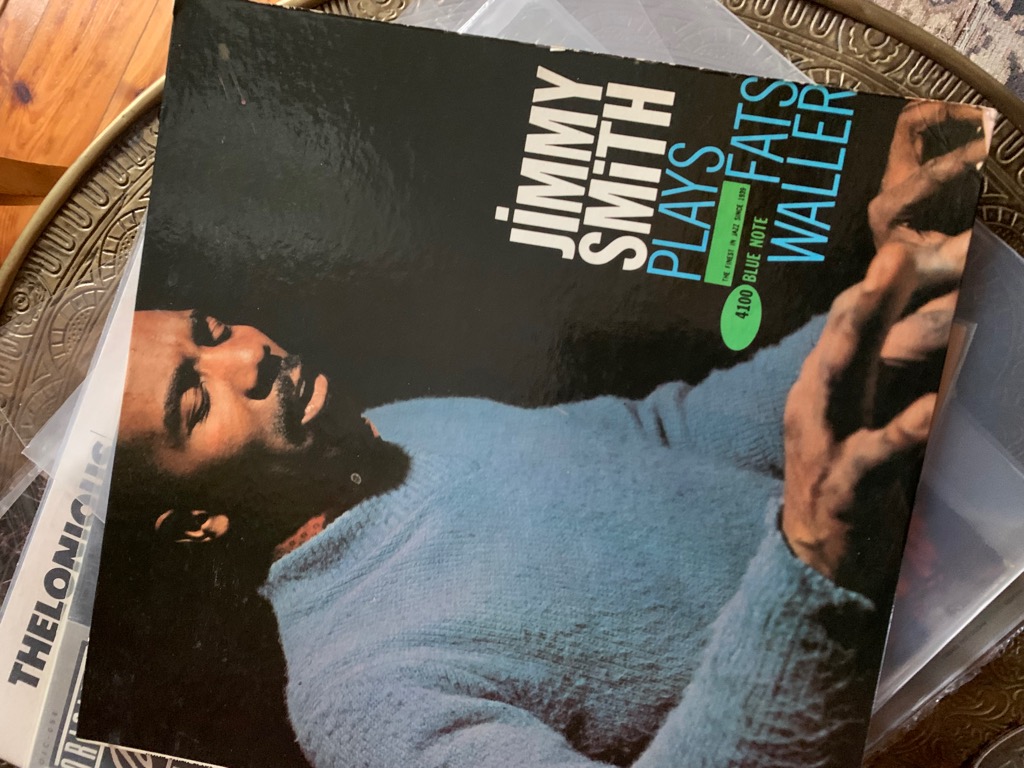 JiMMY
SMiTH
PLAYS
FATS
WALLER
THE FINEST IN JAZZ SINCE 1939
4100 BLUE NOTE
THELONIOUS